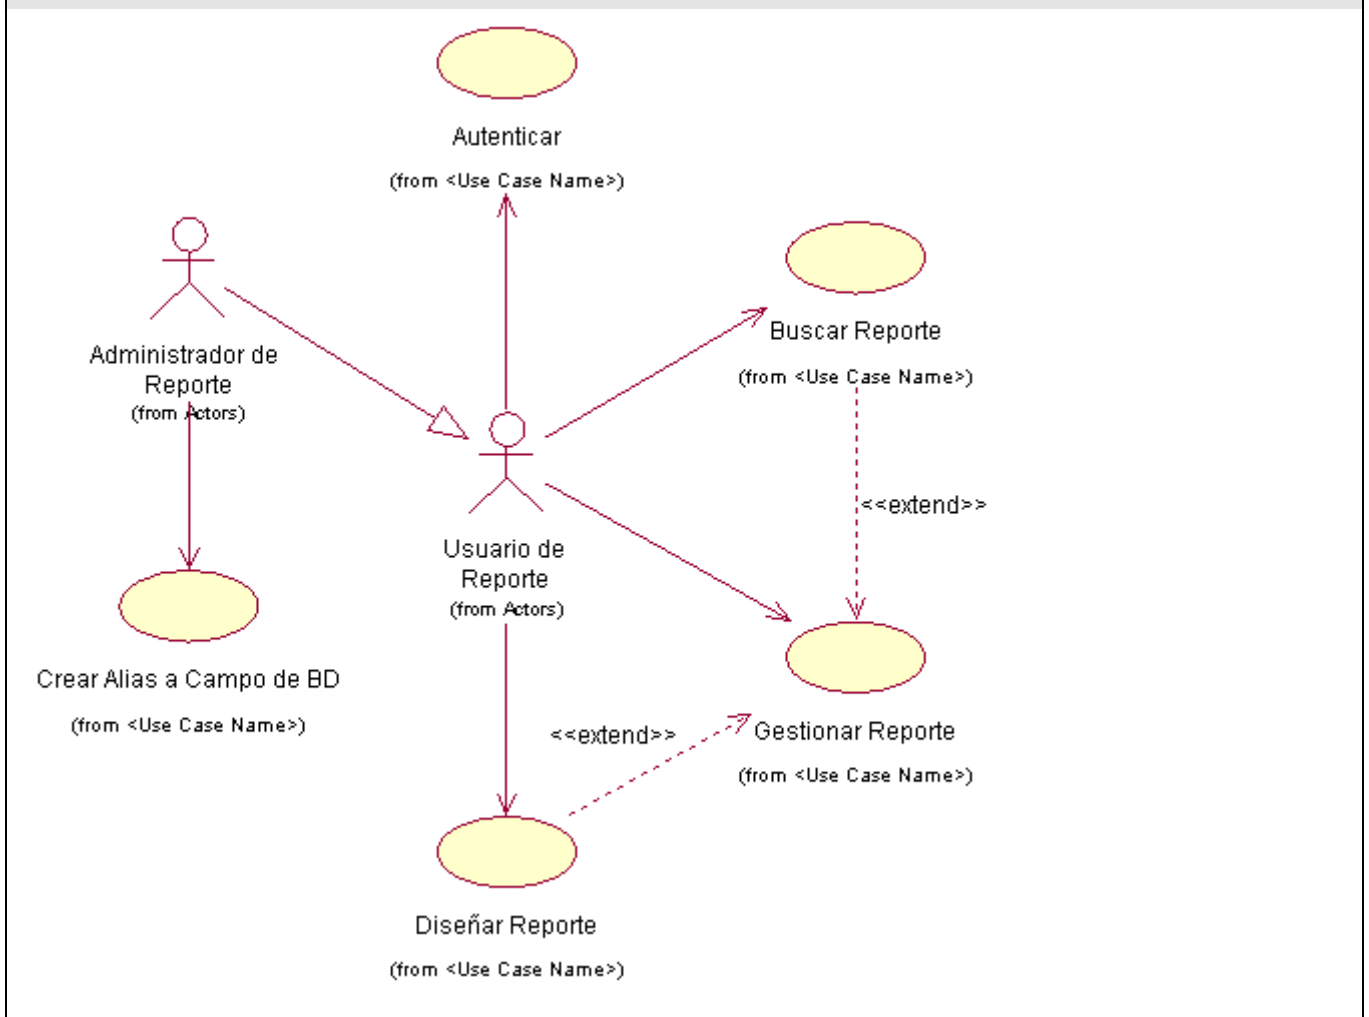 Autenticar
(from <Use Case Name>)
Administrador de
Reporte
(from Actors)
Buscar Reporte
(from <Use Case Name>)
<<extend>>
Usuario de
Reporte
(from Actors)
Crear Alias a Campo de BD
(from <Use Case Name>)
<<extend>>
Gestionar Reporte
(from <Use Case Name>)
Diseñar Reporte
(from <Use Case Name>)